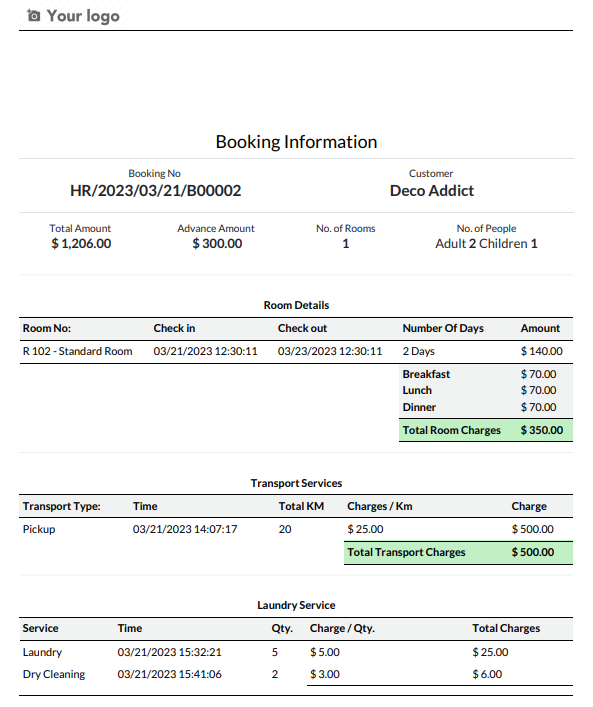 Your logo
Booking Information
Booking No Customer
HR/2023/03/21/B00002 Deco Addict
Total Amount Advance Amount No. of Rooms No. of People
$ 1,206.00 $ 300.00 1 Adult 2 Children 1
Room Details
Room No: Check in Check out Number Of Days Amount
R 102 - Standard Room 03/21/2023 12:30:11 03/23/2023 12:30:11 2 Days $ 140.00
Breakfast $ 70.00
Lunch $ 70.00
Dinner $ 70.00
Total Room Charges $ 350.00
Transport Services
Transport Type: Time Total KM Charges / Km Charge
Pickup 03/21/2023 14:07:17 20 $ 25.00 $ 500.00
Total Transport Charges $ 500.00
Laundry Service
Service Time Qty. Charge / Qty. Total Charges
Laundry 03/21/2023 15:32:21 5 $ 5.00 $ 25.00
Dry Cleaning 03/21/2023 15:41:06 2 $ 3.00 $ 6.00